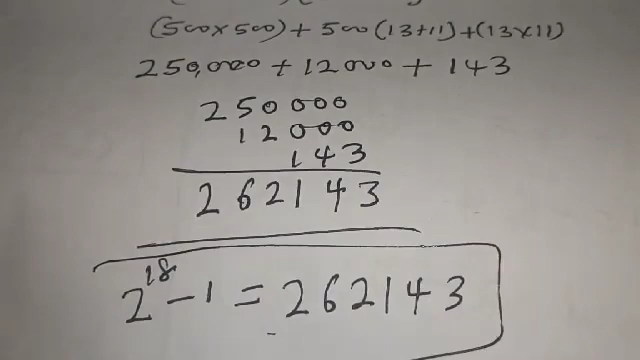 (500×500) + 500(13+11) + (13×11)
250,000 + 12000 + 143
250000
12000
143
262143
2^18 - 1 = 262143